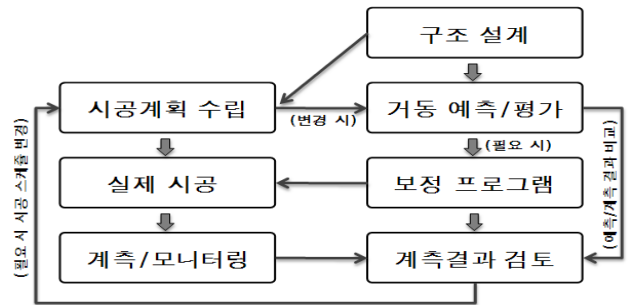 구조 설계
시공계획 수립
(변경 시)
거동 예측/평가
(필요 시)
실제 시공
보정 프로그램
계측/모니터링
계측결과 검토
(필요 시 시공 스케쥴 변경)
(예측/계측 결과 비교)